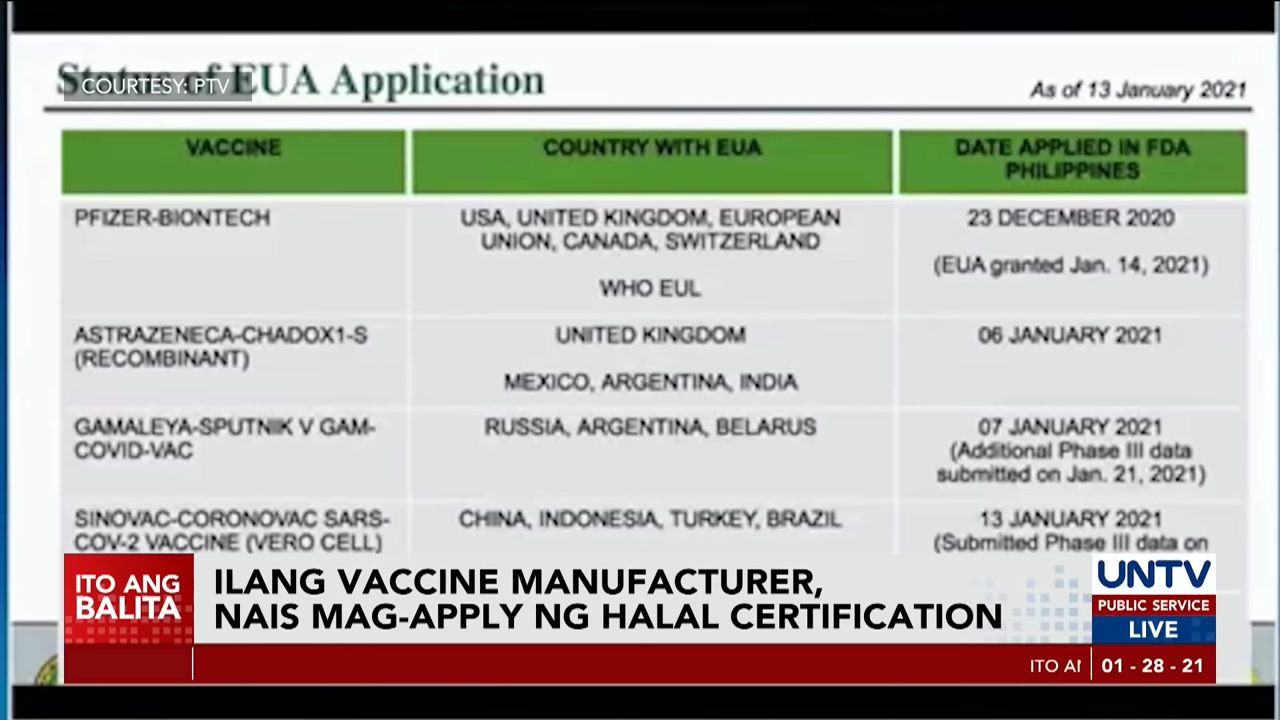 Status of EUA Application
COURTESY: PTV
As of 13 January 2021
VACCINE
COUNTRY WITH EUA
DATE APPLIED IN FDA
PHILIPPINES
PFIZER-BIONTECH
USA, UNITED KINGDOM, EUROPEAN
UNION, CANADA, SWITZERLAND
WHO EUL
23 DECEMBER 2020
(EUA granted Jan. 14, 2021)
ASTRAZENECA-CHADOX1-S
(RECOMBINANT)
UNITED KINGDOM
MEXICO, ARGENTINA, INDIA
06 JANUARY 2021
GAMALEYA-SPUTNIK V GAM-
COVID-VAC
RUSSIA, ARGENTINA, BELARUS
07 JANUARY 2021
(Additional Phase III data
submitted on Jan. 21, 2021)
SINOVAC-CORONOVAC SARS-
COV-2 VACCINE (VERO CELL)
CHINA, INDONESIA, TURKEY, BRAZIL
13 JANUARY 2021
(Submitted Phase III data on
ITO ANG
BALITA
ILANG VACCINE MANUFACTURER,
NAIS MAG-APPLY NG HALAL CERTIFICATION
UNTV
PUBLIC SERVICE
LIVE
ITO
01 - 28 - 21